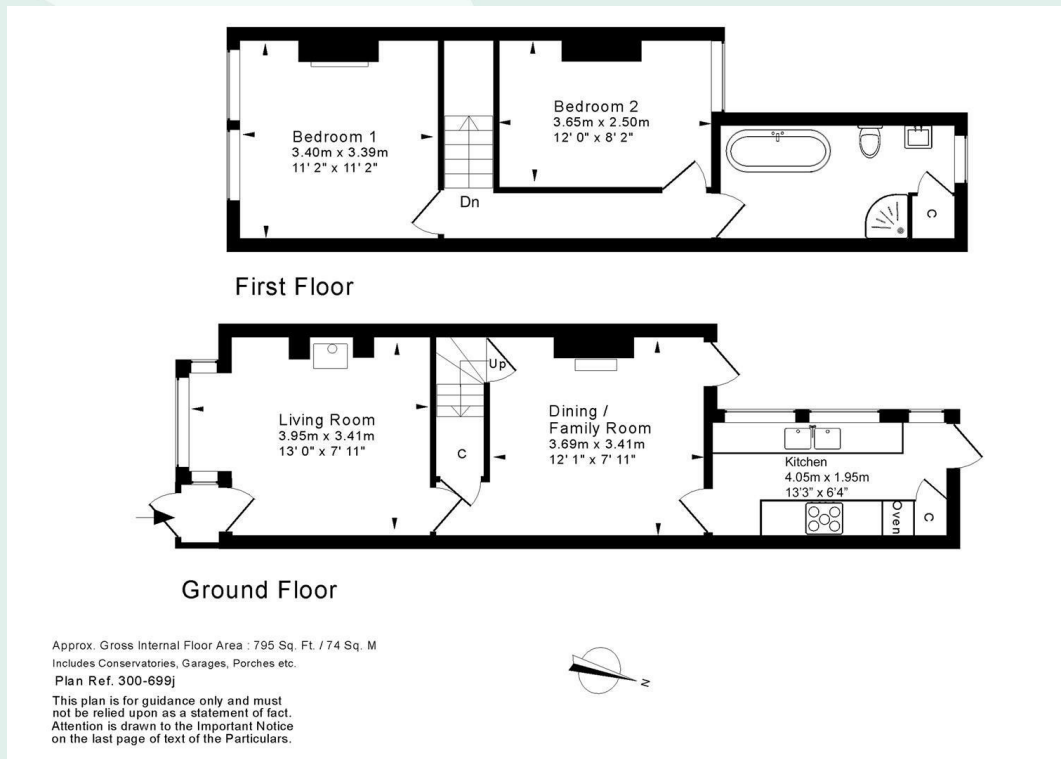 Bedroom 1
3.40m x 3.39m
11' 2" x 11' 2"
Dn
Bedroom 2
3.65m x 2.50m
12' 0" x 8' 2"
C
First Floor
Living Room
3.95m x 3.41m
13' 0" x 7' 11"
Up
C
Dining /
Family Room
3.69m x 3.41m
12' 1" x 7' 11"
Kitchen
4.05m x 1.95m
13'3" x 6'4"
Oven
C
Ground Floor
Approx. Gross Internal Floor Area : 795 Sq. Ft. / 74 Sq. M
Includes Conservatories, Garages, Porches etc.
Plan Ref. 300-699j
This plan is for guidance only and must
not be relied upon as a statement of fact.
Attention is drawn to the Important Notice
on the last page of text of the Particulars.
N